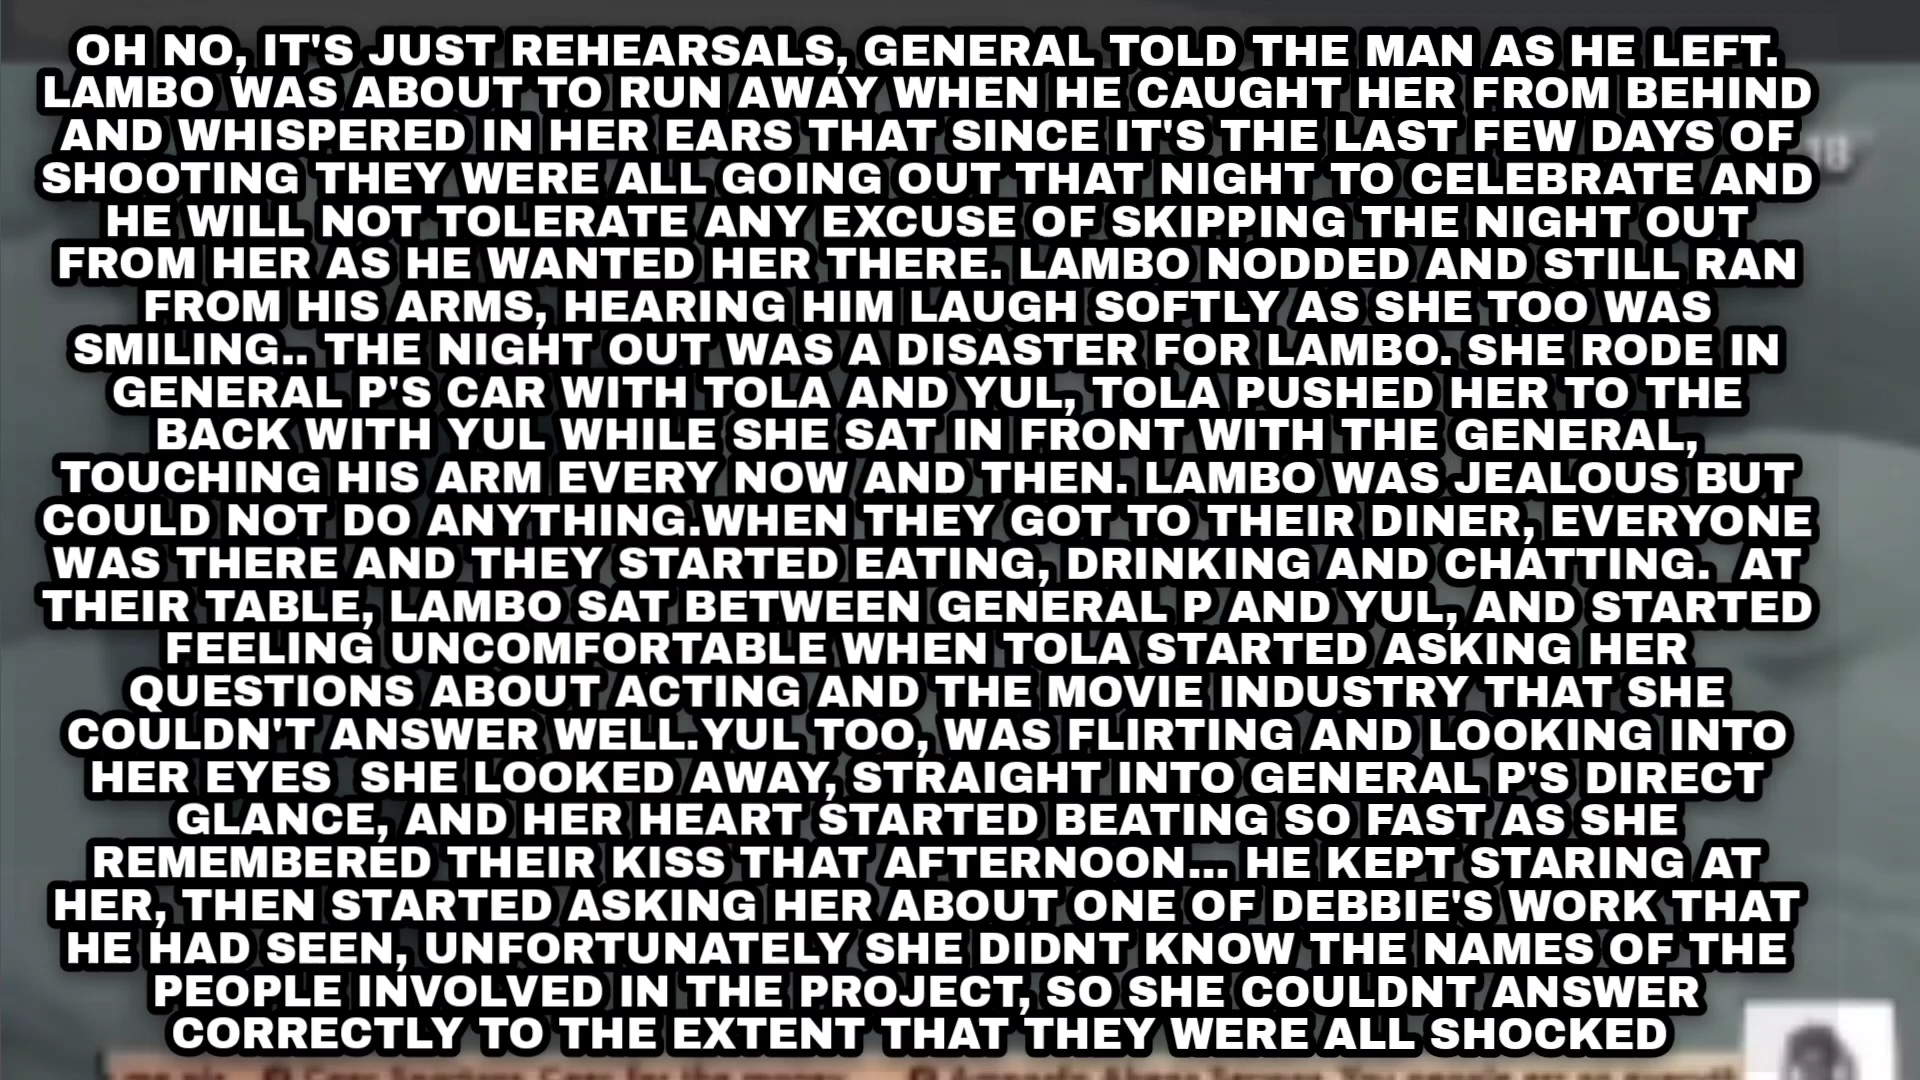 OH NO, IT'S JUST REHEARSALS, GENERAL TOLD THE MAN AS HE LEFT.
LAMBO WAS ABOUT TO RUN AWAY WHEN HE CAUGHT HER FROM BEHIND
AND WHISPERED IN HER EARS THAT SINCE IT'S THE LAST FEW DAYS OF
SHOOTING THEY WERE ALL GOING OUT THAT NIGHT TO CELEBRATE AND
HE WILL NOT TOLERATE ANY EXCUSE OF SKIPPING THE NIGHT OUT
FROM HER AS HE WANTED HER THERE. LAMBO NODDED AND STILL RAN
FROM HIS ARMS, HEARING HIM LAUGH SOFTLY AS SHE TOO WAS
SMILING.. THE NIGHT OUT WAS A DISASTER FOR LAMBO. SHE RODE IN
GENERAL P'S CAR WITH TOLA AND YUL, TOLA PUSHED HER TO THE
BACK WITH YUL WHILE SHE SAT IN FRONT WITH THE GENERAL,
TOUCHING HIS ARM EVERY NOW AND THEN. LAMBO WAS JEALOUS BUT
COULD NOT DO ANYTHING.WHEN THEY GOT TO THEIR DINER, EVERYONE
WAS THERE AND THEY STARTED EATING, DRINKING AND CHATTING.  AT
THEIR TABLE, LAMBO SAT BETWEEN GENERAL P AND YUL, AND STARTED
FEELING UNCOMFORTABLE WHEN TOLA STARTED ASKING HER
QUESTIONS ABOUT ACTING AND THE MOVIE INDUSTRY THAT SHE
COULDN'T ANSWER WELL.YUL TOO, WAS FLIRTING AND LOOKING INTO
HER EYES  SHE LOOKED AWAY, STRAIGHT INTO GENERAL P'S DIRECT
GLANCE, AND HER HEART STARTED BEATING SO FAST AS SHE
REMEMBERED THEIR KISS THAT AFTERNOON... HE KEPT STARING AT
HER, THEN STARTED ASKING HER ABOUT ONE OF DEBBIE'S WORK THAT
HE HAD SEEN, UNFORTUNATELY SHE DIDNT KNOW THE NAMES OF THE
PEOPLE INVOLVED IN THE PROJECT, SO SHE COULDNT ANSWER
CORRECTLY TO THE EXTENT THAT THEY WERE ALL SHOCKED